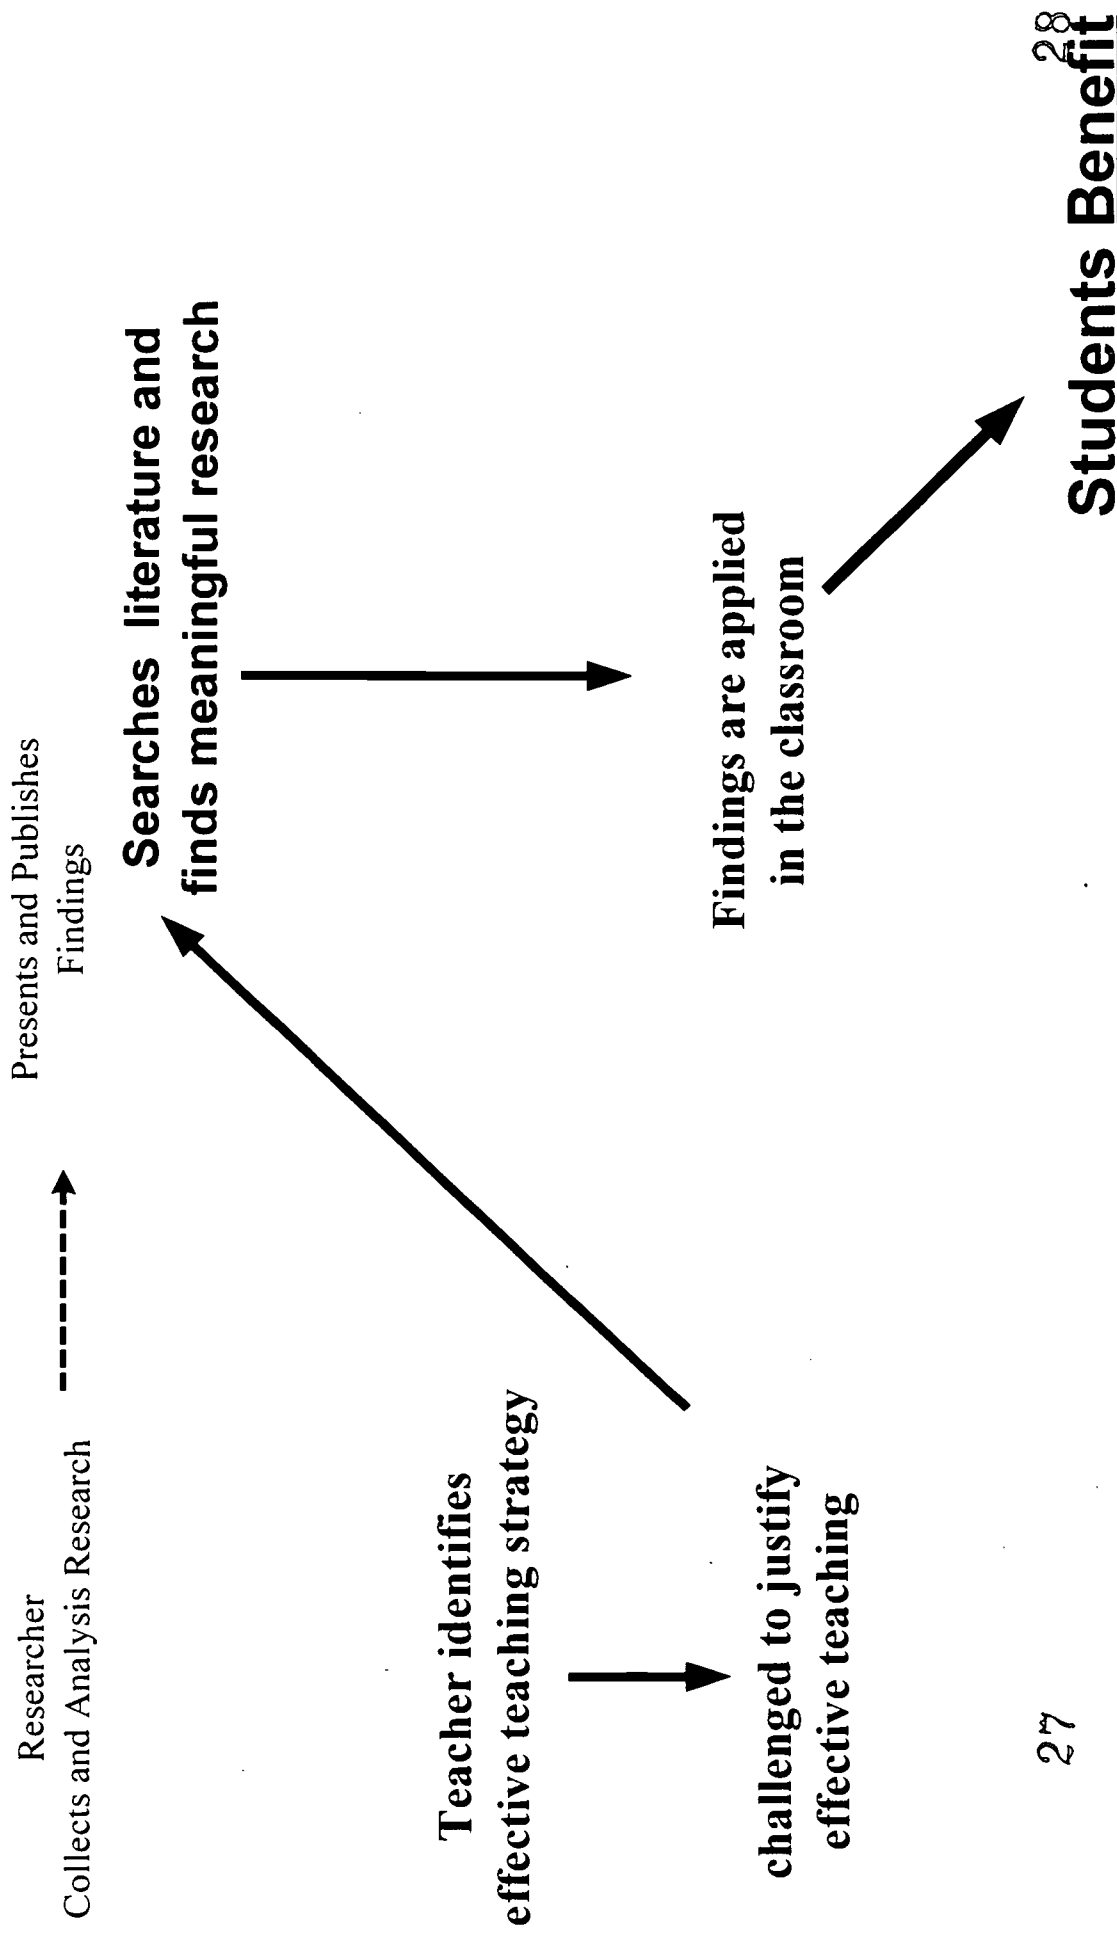 Researcher
Collects and Analysis Research
Presents and Publishes
Findings
Searches literature and
finds meaningful research
Teacher identifies
effective teaching strategy
challenged to justify
effective teaching
Findings are applied
in the classroom
Students Benefit
27
28